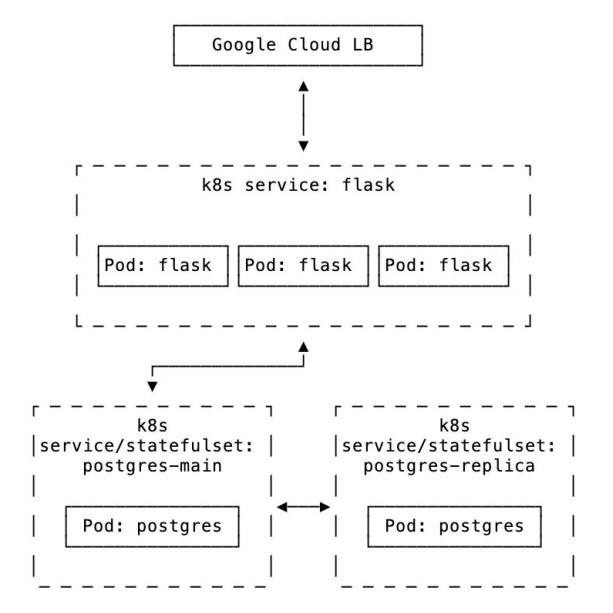 Google Cloud LB
k8s service: flask
Pod: flask
Pod: flask
Pod: flask
k8s
service/statefulset:
postgres-main
Pod: postgres
k8s
service/statefulset:
postgres-replica
Pod: postgres